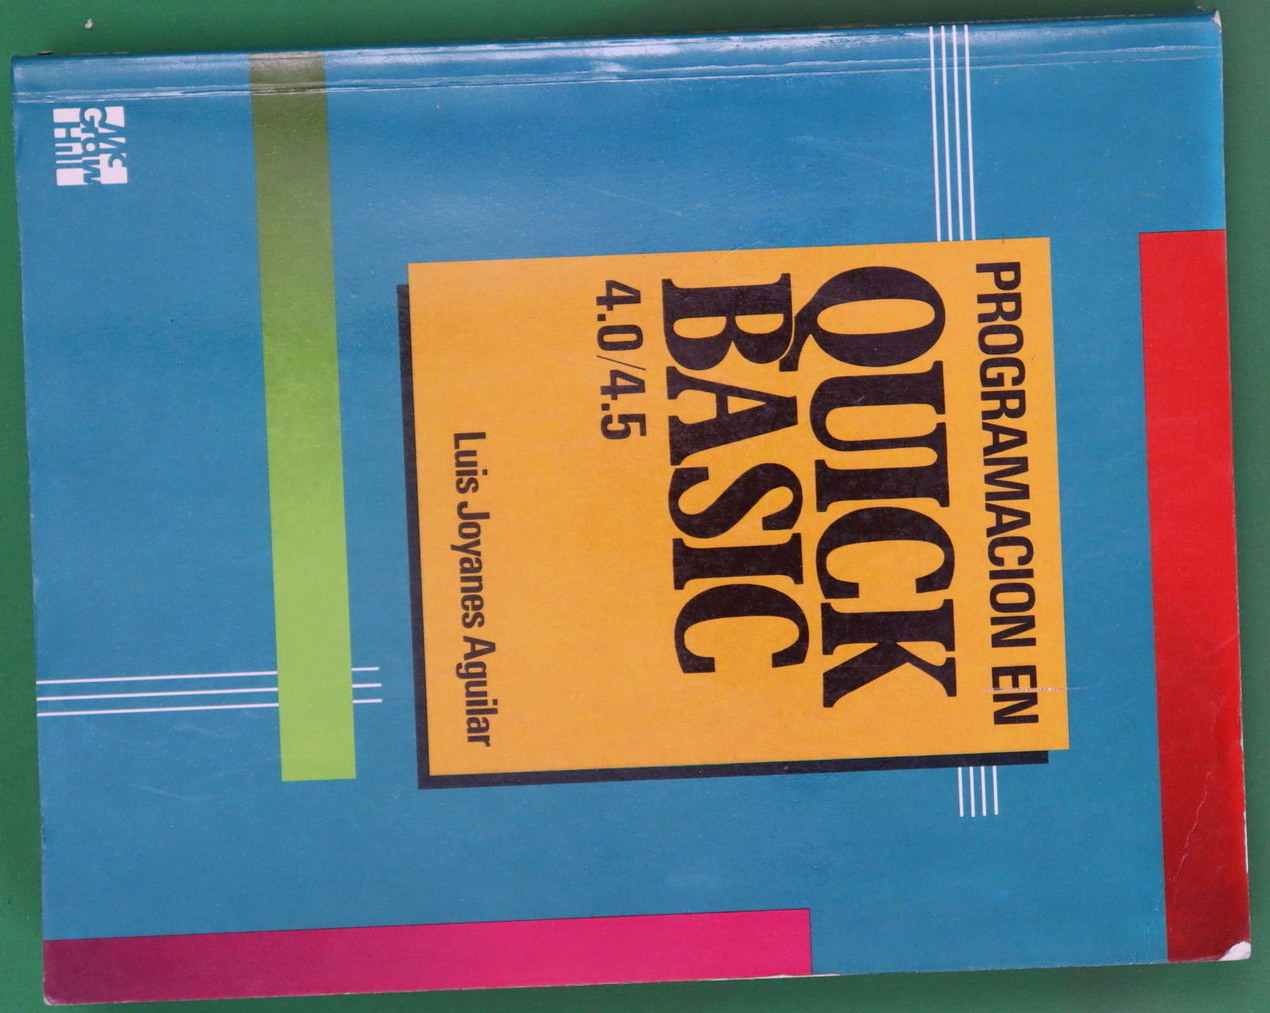 PROGRAMACION EN
QUICK
BASIC
4.0/4.5
Luis Joyanes Aguilar
Mc
Graw
Hill